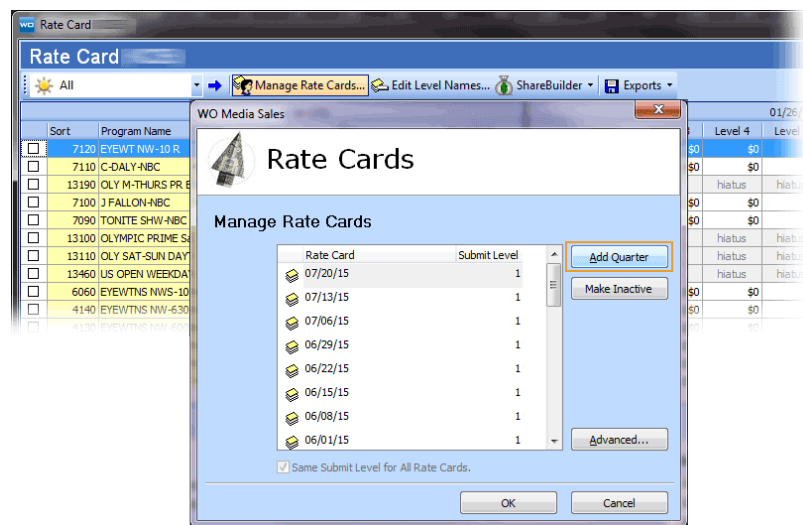 WO Rate Card
Rate Card
All Manage Rate Cards... Edit Level Names... ShareBuilder Exports
01/26/
Sort Program Name Level 4 Level
7120 EYEWT NW-10 R $0 $0
7110 C-DALY-NBC $0 $0
13190 OLY M-THURS PR E hiatus hiatu
7100 J FALLON-NBC $0 $0
7090 TONITE SHW-NBC $0 $0
13100 OLYMPIC PRIME Sa hiatus hiatu
13110 OLY SAT-SUN DAY hiatus hiatu
13460 US OPEN WEEKDA hiatus hiatu
6060 EYEWTNS NWS-10 $0 $0
4140 EYEWTNS NW-630 $0 $0
4130 EYEWTNS NW-600
WO Media Sales
Rate Cards
Manage Rate Cards
Rate Card Submit Level
07/20/15 1
07/13/15 1
07/06/15 1
06/29/15 1
06/22/15 1
06/15/15 1
06/08/15 1
06/01/15 1
Add Quarter
Make Inactive
Advanced...
Same Submit Level for All Rate Cards.
OK Cancel